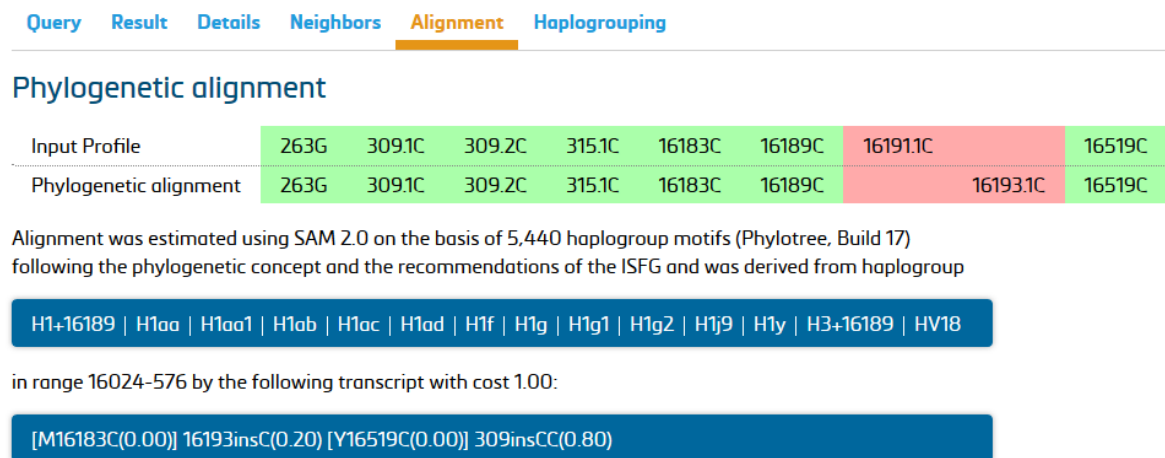 Query Result Details Neighbors Alignment Haplogrouping
Phylogenetic alignment
Input Profile 263G 309.1C 309.2C 315.1C 16183C 16189C 16191.1C 16519C
Phylogenetic alignment 263G 309.1C 309.2C 315.1C 16183C 16189C 16193.1C 16519C
Alignment was estimated using SAM 2.0 on the basis of 5,440 haplogroup motifs (Phylotree, Build 17)
following the phylogenetic concept and the recommendations of the ISFG and was derived from haplogroup
H1+16189 | H1aa | H1aa1 | H1ab | H1ac | H1ad | H1f | H1g | H1g1 | H1g2 | H1j9 | H1y | H3+16189 | HV18
in range 16024-576 by the following transcript with cost 1.00:
[M16183C(0.00)] 16193insC(0.20) [Y16519C(0.00)] 309insCC(0.80)